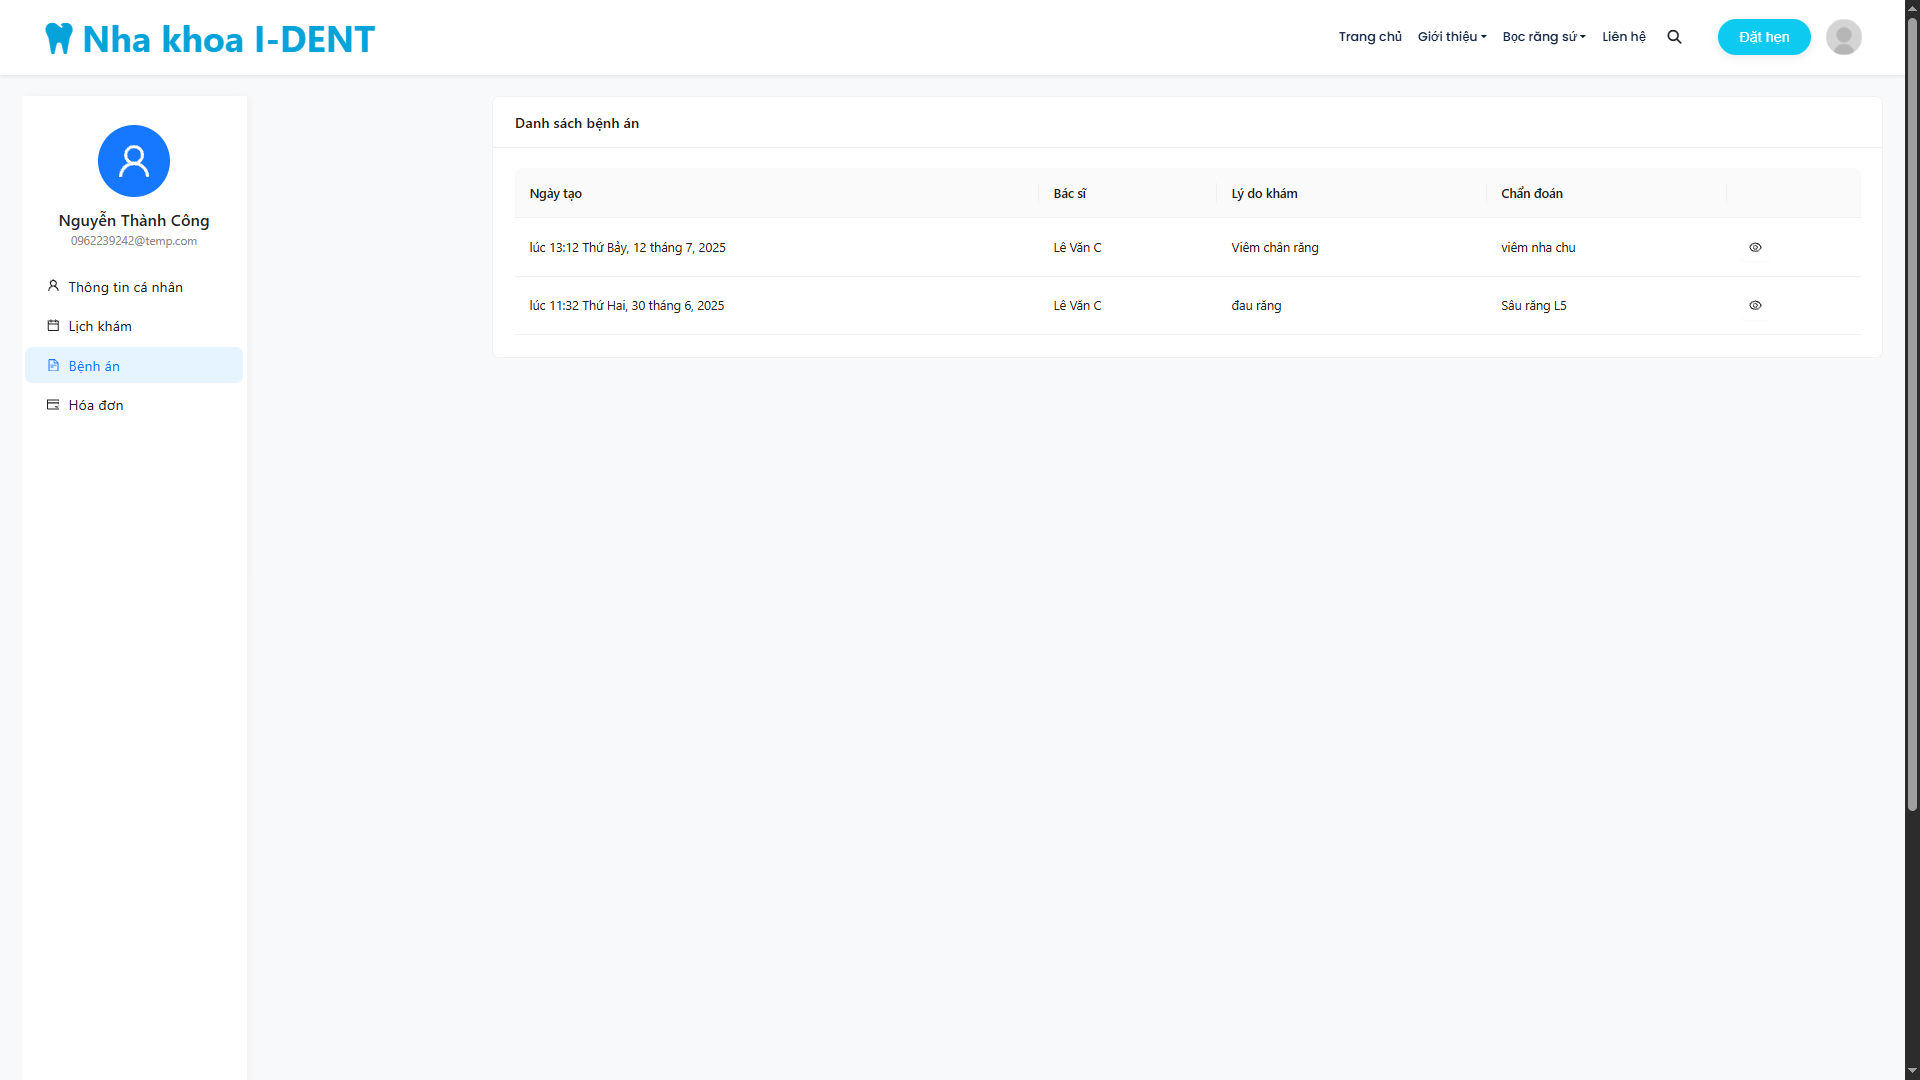 Nha khoa I-DENT
Trang chủ Giới thiệu Bọc răng sứ Liên hệ Đặt hẹn
Nguyễn Thành Công
0962239242@temp.com
Thông tin cá nhân
Lịch khám
Bệnh án
Hóa đơn
Danh sách bệnh án
Ngày tạo Bác sĩ Lý do khám Chẩn đoán
lúc 13:12 Thứ Bảy, 12 tháng 7, 2025 Lê Văn C Viêm chân răng viêm nha chu
lúc 11:32 Thứ Hai, 30 tháng 6, 2025 Lê Văn C đau răng Sâu răng L5